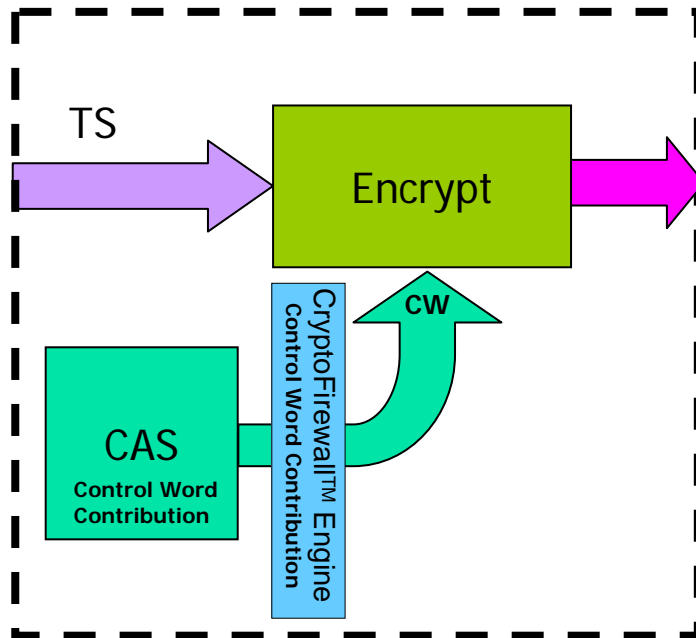 TS
Encrypt
CW
CryptoFirewall™ Engine
Control Word Contribution
CAS
Control Word
Contribution